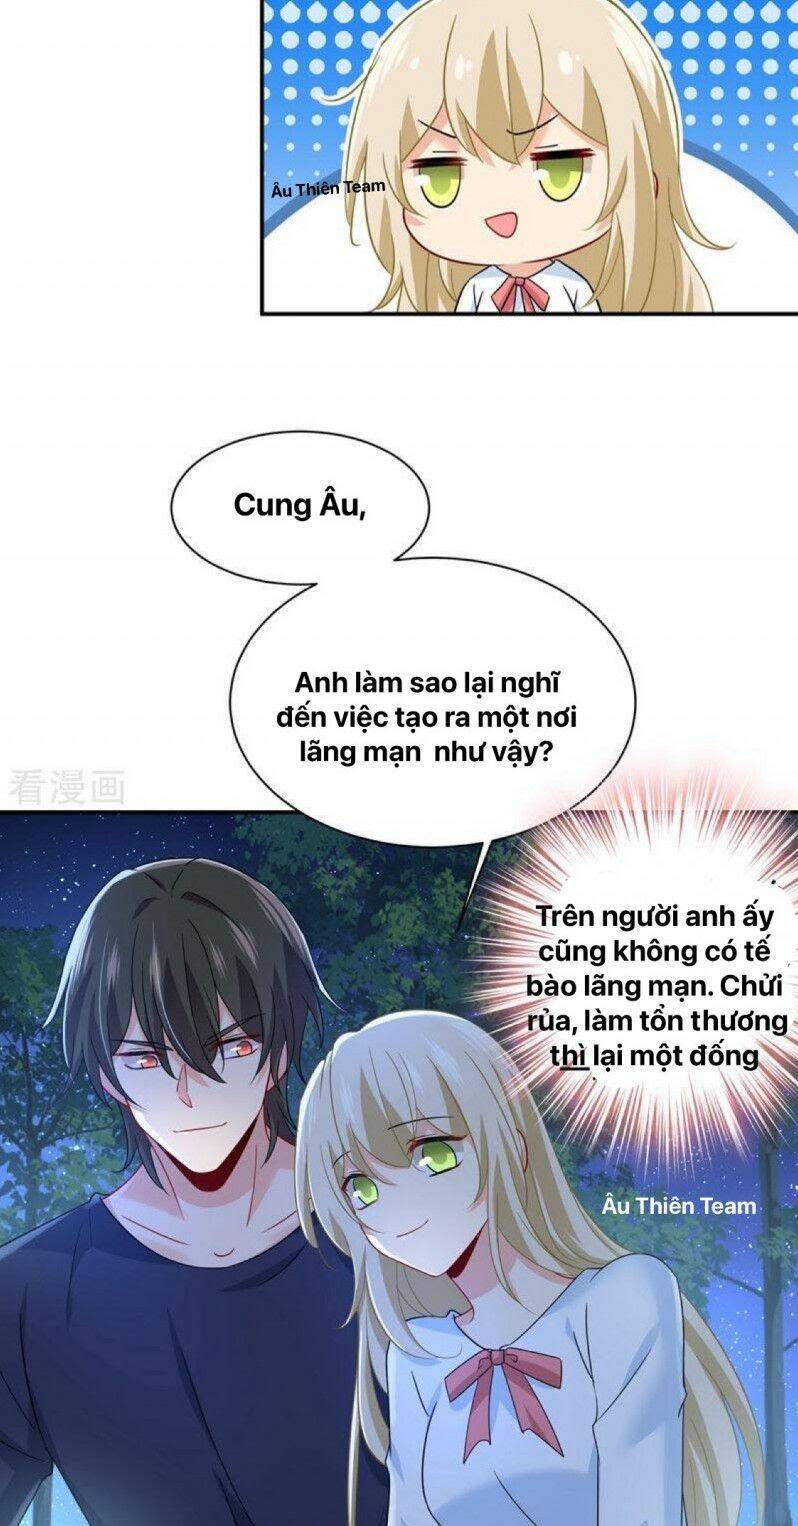 Âu Thiên Team
Cung Âu,
Anh làm sao lại nghĩ
đến việc tạo ra một nơi
lãng mạn như vậy?
看漫画
Trên người anh ấy
cũng không có tế
bào lãng mạn. Chửi
rủa, làm tổn thương
thì lại một đống
Âu Thiên Team